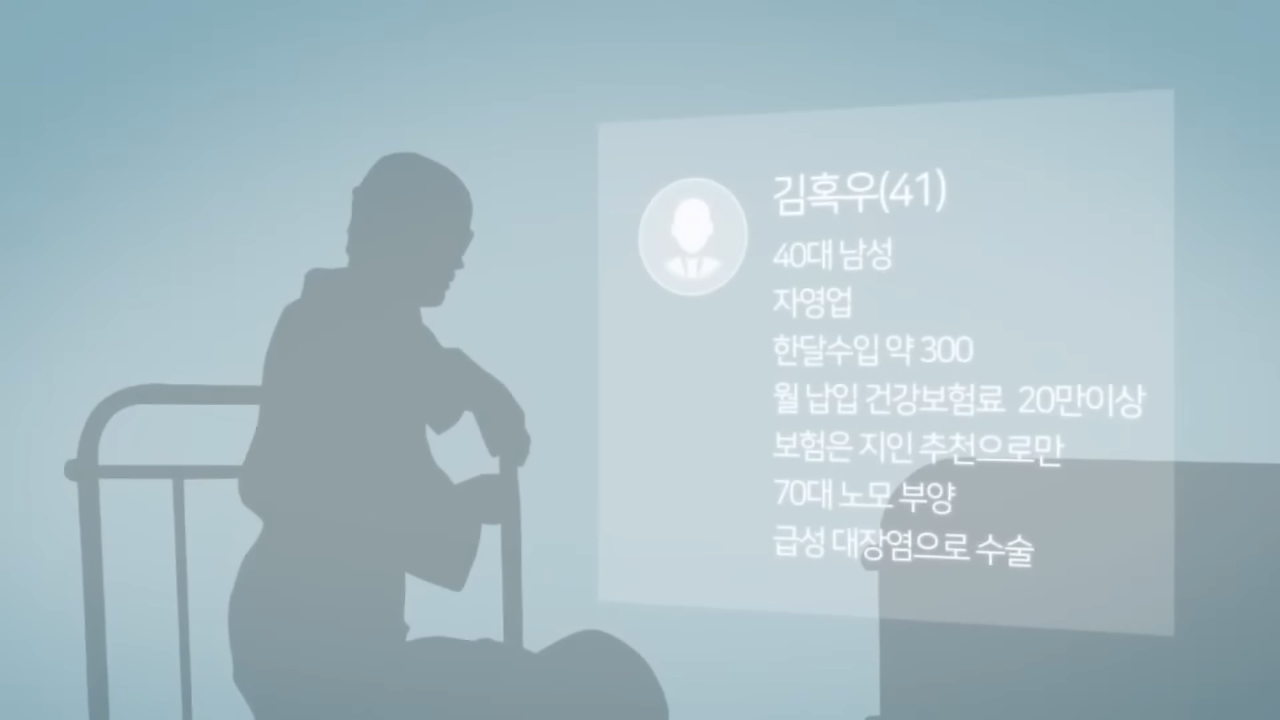 김혹우(41)
40대 남성
자영업
한달수입 약 300
월 납입 건강보험료 20만이상
보험은 지인 추천으로만
70대 노모 부양
급성 대장염으로 수술